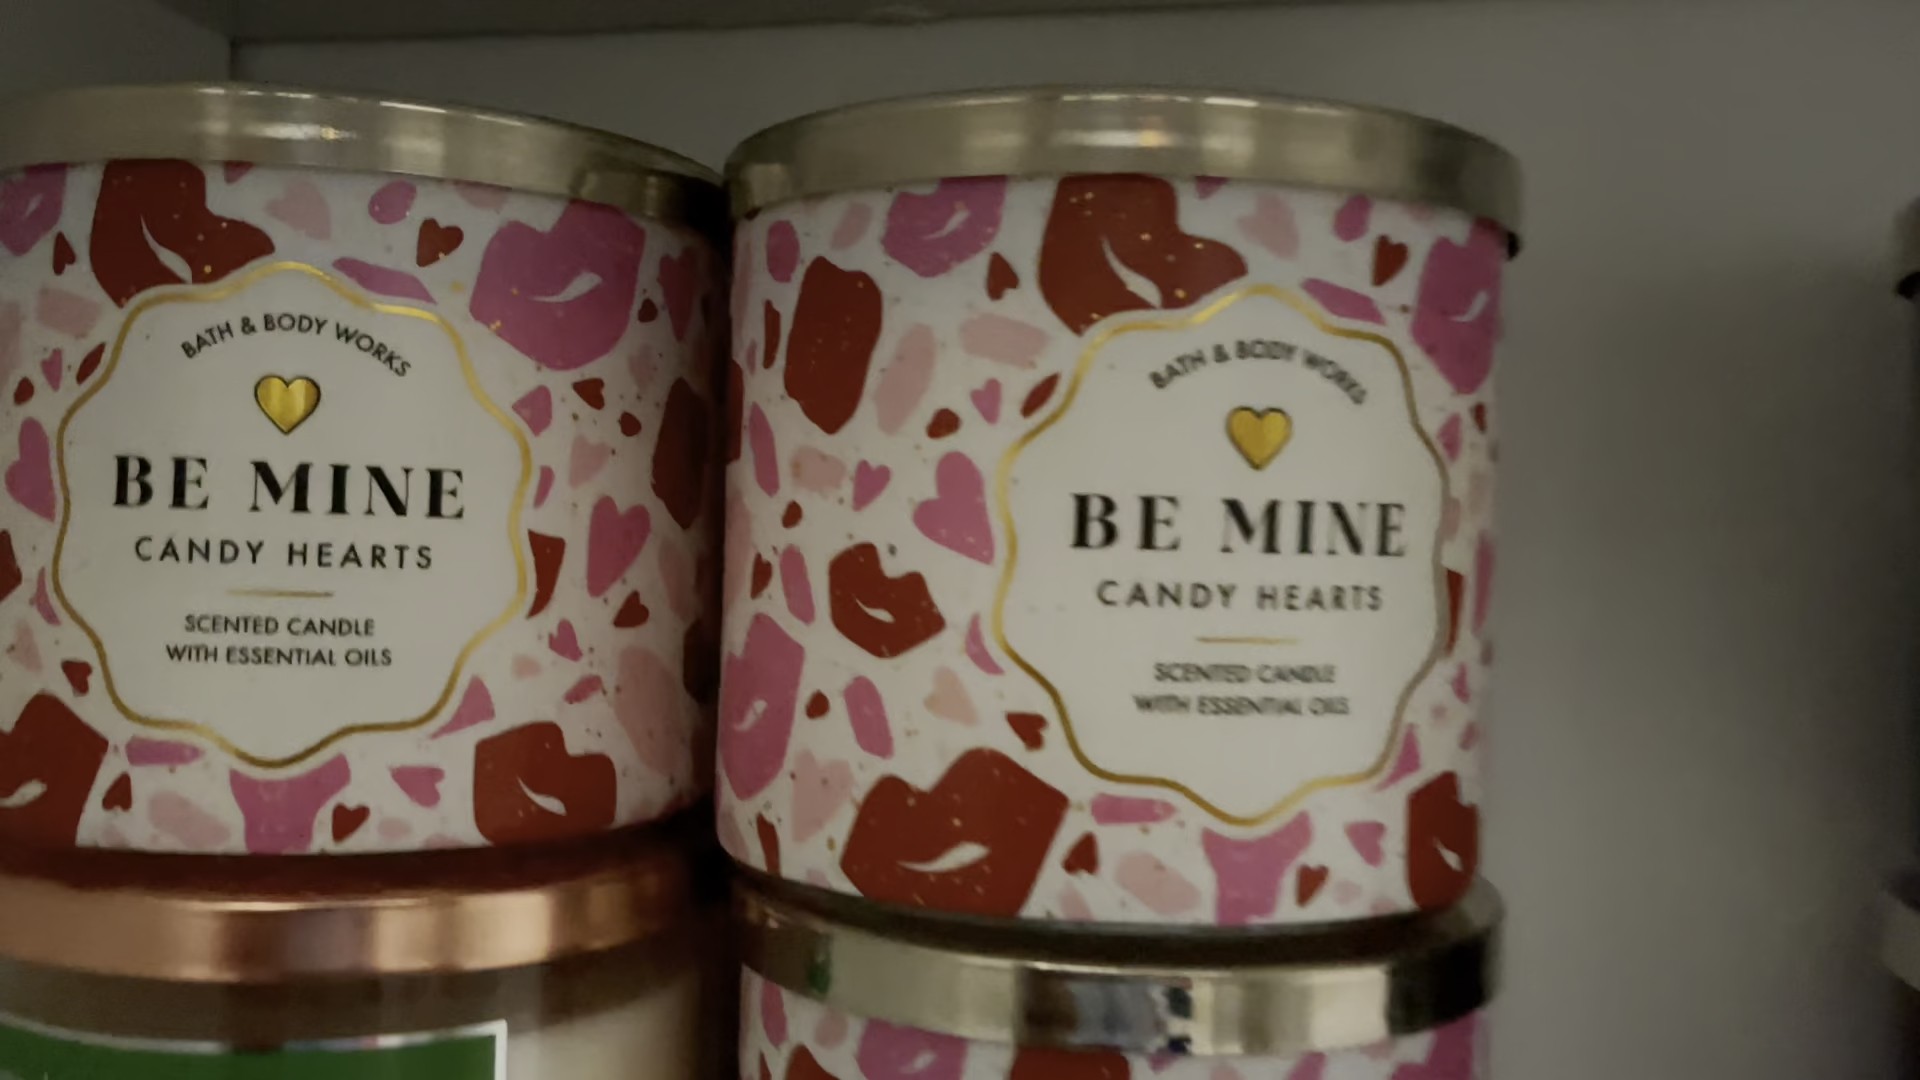 BATH & BODY WORKS
BE MINE
CANDY HEARTS
SCENTED CANDLE
WITH ESSENTIAL OILS
BATH & BODY WORKS
BE MINE
CANDY HEARTS
SCENTED CANDLE
WITH ESSENTIAL OILS